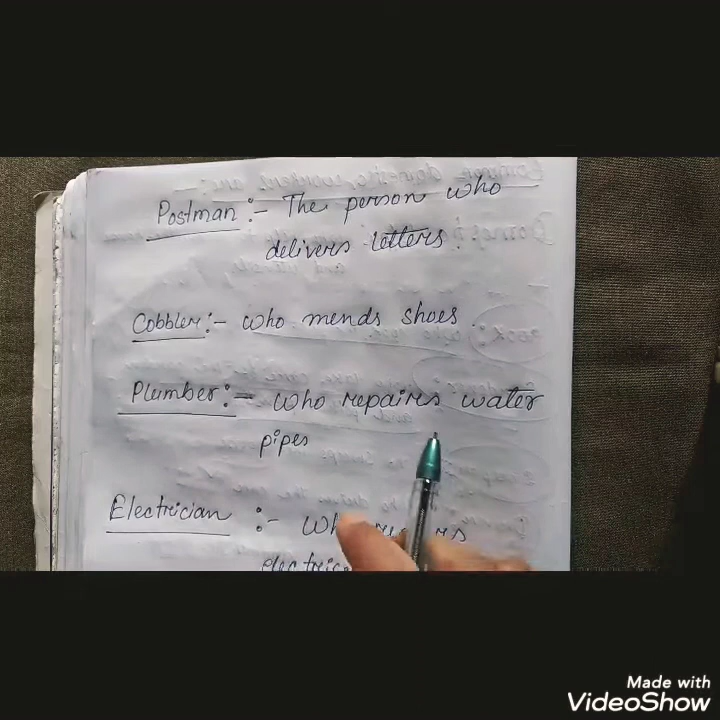 Postman :- The person who
delivers letters.
Cobbler :- who mends shoes.
Plumber :- who repairs water
pipes
Electrician :- who
Made with
VideoShow